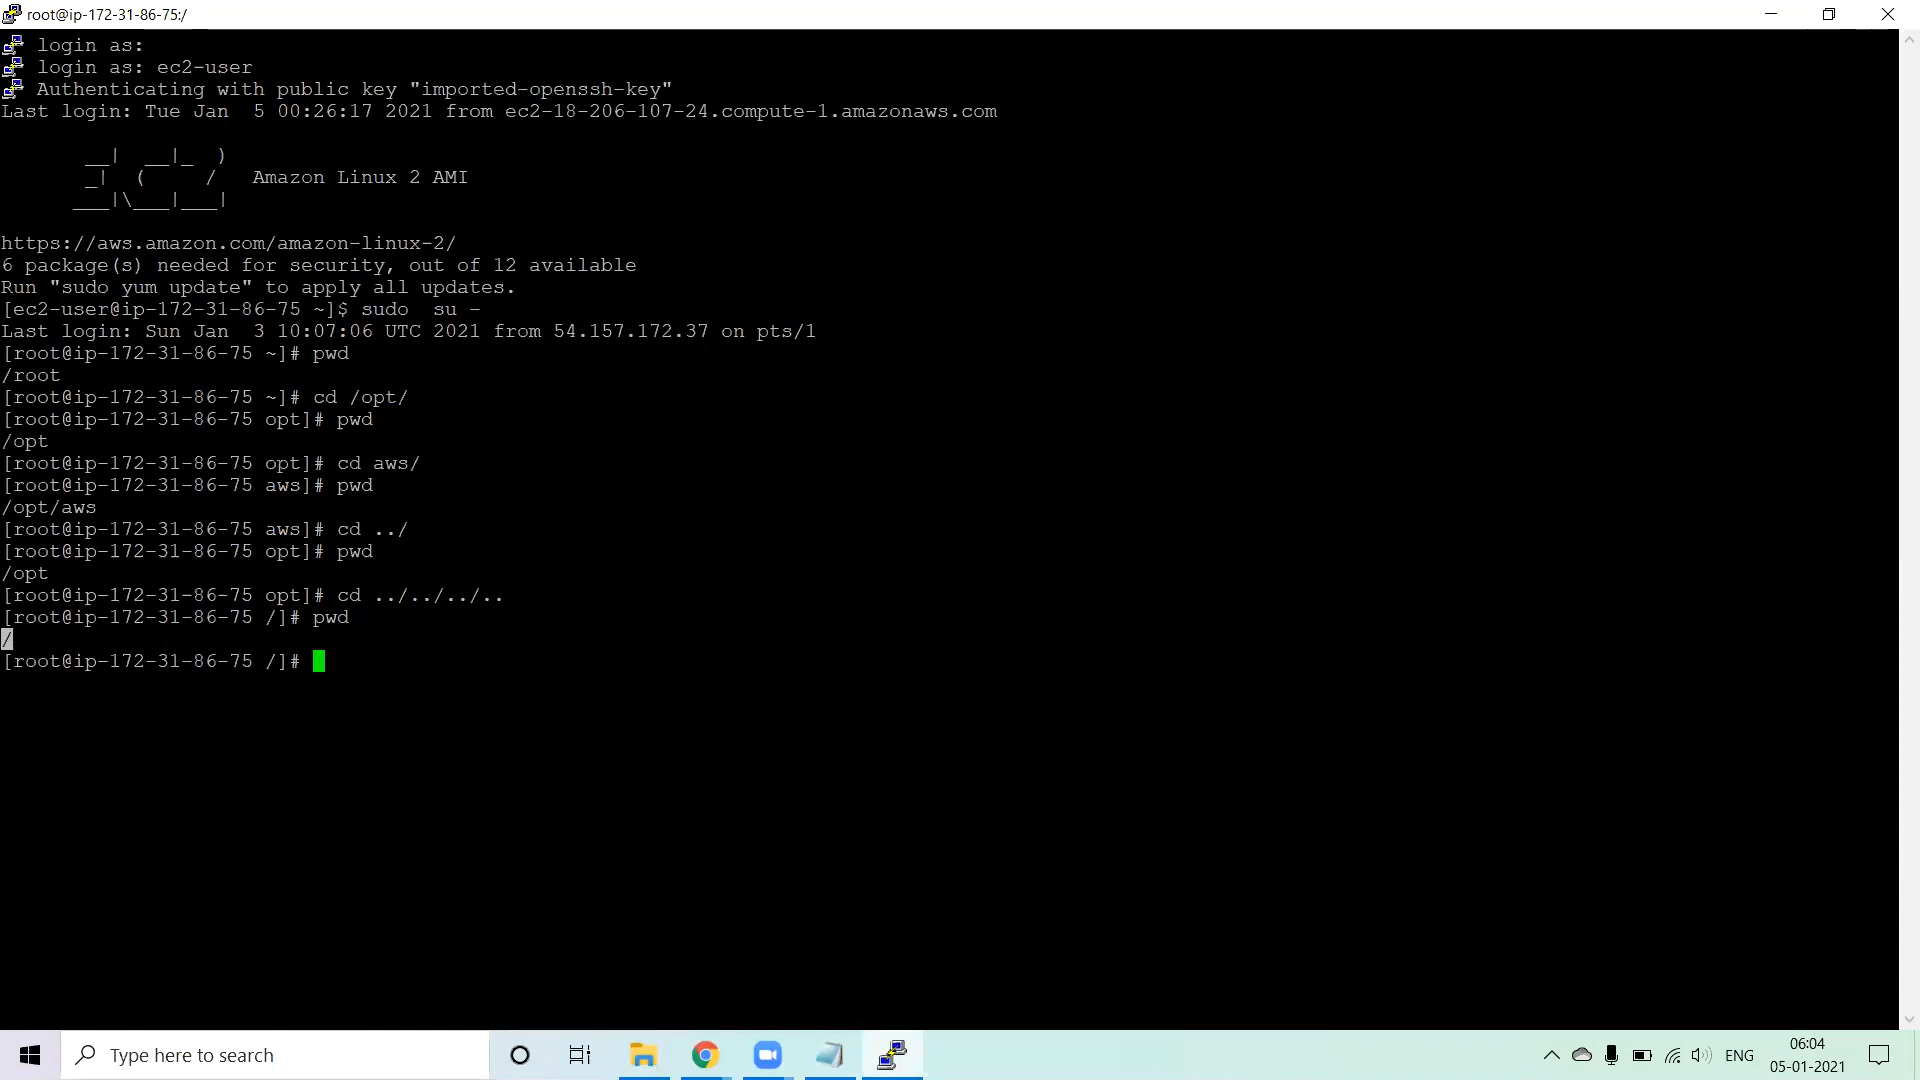 root@ip-172-31-86-75:/
login as:
login as: ec2-user
Authenticating with public key "imported-openssh-key"
Last login: Tue Jan  5 00:26:17 2021 from ec2-18-206-107-24.compute-1.amazonaws.com
       __|  __|_  )
       _|  (     /   Amazon Linux 2 AMI
      ___|\___|___|
https://aws.amazon.com/amazon-linux-2/
6 package(s) needed for security, out of 12 available
Run "sudo yum update" to apply all updates.
[ec2-user@ip-172-31-86-75 ~]$ sudo  su -
Last login: Sun Jan  3 10:07:06 UTC 2021 from 54.157.172.37 on pts/1
[root@ip-172-31-86-75 ~]# pwd
/root
[root@ip-172-31-86-75 ~]# cd /opt/
[root@ip-172-31-86-75 opt]# pwd
/opt
[root@ip-172-31-86-75 opt]# cd aws/
[root@ip-172-31-86-75 aws]# pwd
/opt/aws
[root@ip-172-31-86-75 aws]# cd ../
[root@ip-172-31-86-75 opt]# pwd
/opt
[root@ip-172-31-86-75 opt]# cd ../../../..
[root@ip-172-31-86-75 /]# pwd
/
[root@ip-172-31-86-75 /]#
Type here to search
ENG
06:04
05-01-2021